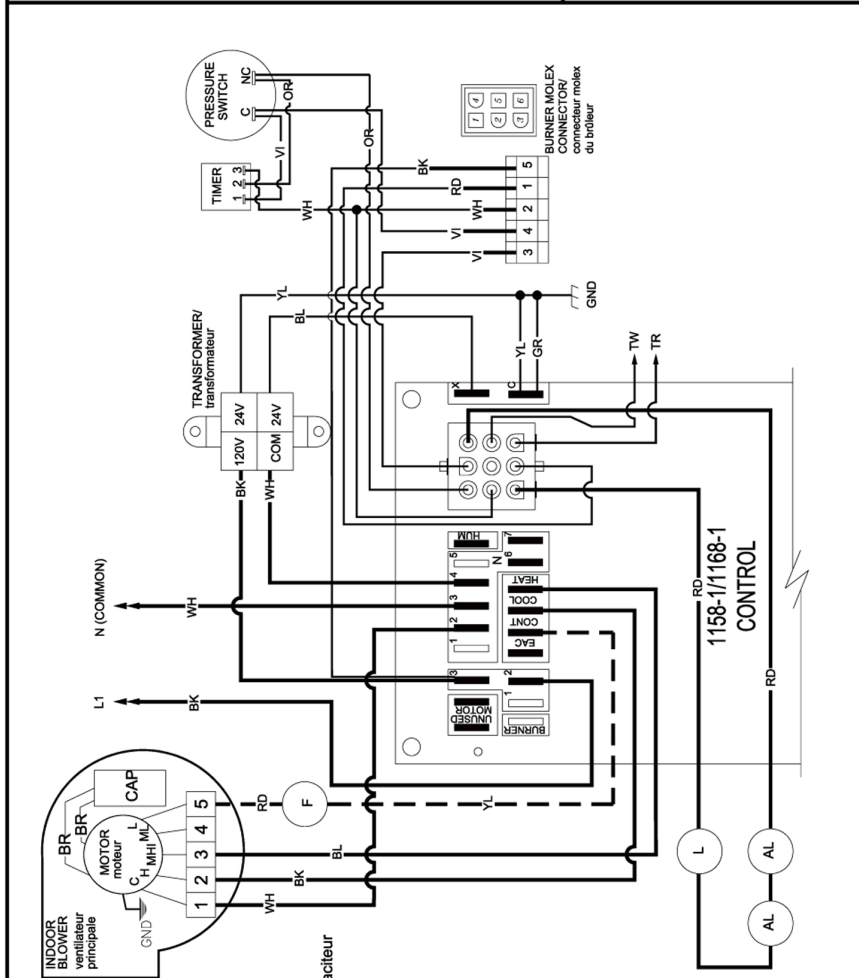 PRESSURE
SWITCH
NC
C
OR
VI
OR
TIMER
1 2 3
WH
BK
RD
WH
VI
VI
5
1
2
4
3
1 4
2 5
3 6
BURNER MOLEX
CONNECTOR/
connecteur molex
du brûleur
TRANSFORMER/
transformateur
120V 24V
COM 24V
YL
BL
BK
WH
YL
GR
GND
TW
TR
X
C
N (COMMON)
WH
L1
BK
HUM
5
4
3
2
1
N
7
6
HEAT
COOL
CONT
EAC
3
2
1
UNUSED
MOTOR
BURNER
1158-1/1168-1
CONTROL
RD
RD
INDOOR
BLOWER
ventilateur
principale
CAP
BR
BR
MOTOR
moteur
C
H
MHI
ML
L
GND
1 2 3 4 5
RD
F
YL
BL
BK
WH
L
AL
AL
aciteur